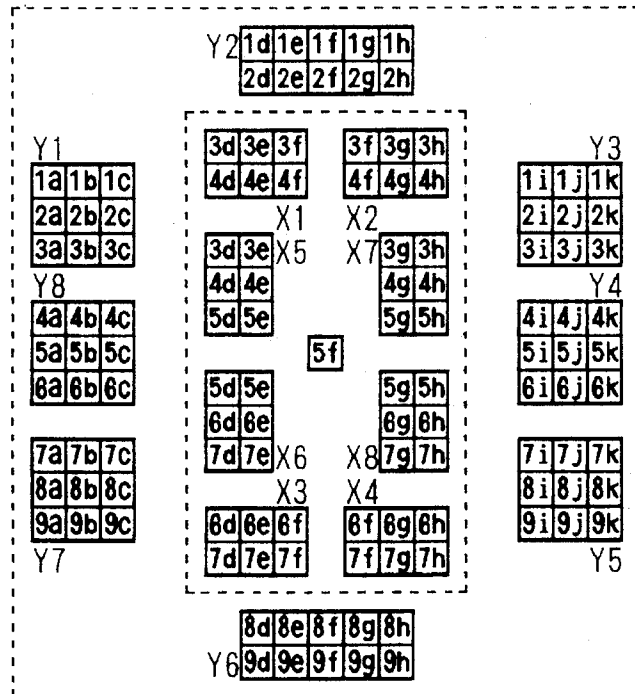 Y2 1d 1e 1f 1g 1h
2d 2e 2f 2g 2h
3d 3e 3f 3f 3g 3h
4d 4e 4f 4f 4g 4h
Y1 Y3
1a 1b 1c 1i 1j 1k
2a 2b 2c X1 X2 2i 2j 2k
3a 3b 3c 3d 3e X5 X7 3g 3h 3i 3j 3k
Y8 4d 4e 4g 4h Y4
4a 4b 4c 5d 5e 5g 5h 4i 4j 4k
5a 5b 5c 5f 5i 5j 5k
6a 6b 6c 5d 5e 5g 5h 6i 6j 6k
6d 6e 6g 6h
7a 7b 7c 7d 7e X6 X8 7g 7h 7i 7j 7k
8a 8b 8c X3 X4 8i 8j 8k
9a 9b 9c 6d 6e 6f 6f 6g 6h 9i 9j 9k
Y7 7d 7e 7f 7f 7g 7h Y5
8d 8e 8f 8g 8h
Y6 9d 9e 9f 9g 9h